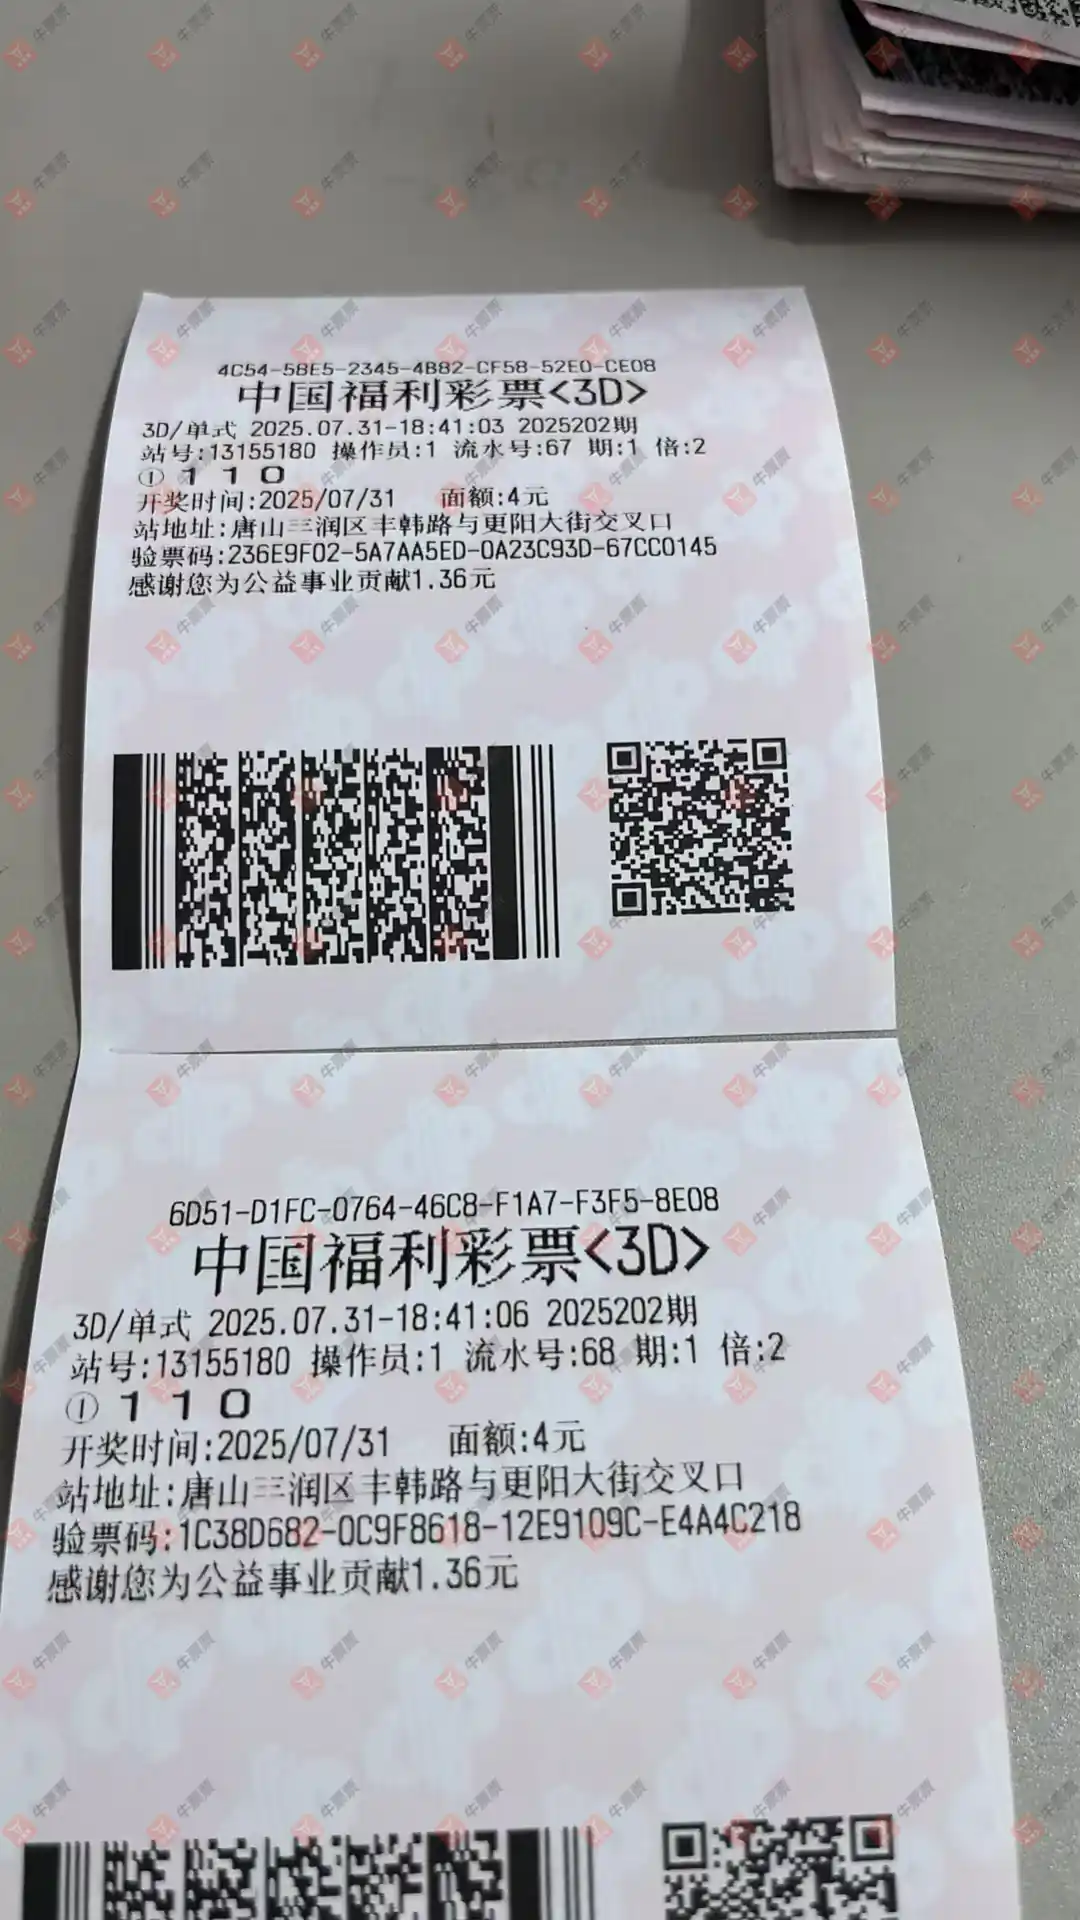 4C54-58E5-2345-4B82-CF58-52E0-CE08
中国福利彩票<3D>
3D/单式 2025.07.31-18:41:03 2025202期
站号:13155180 操作员:1 流水号:67 期:1 倍:2
① 1 1 0
开奖时间:2025/07/31 面额:4元
站地址:唐山三润区丰韩路与更阳大街交叉口
验票码:236E9F02-5A7AA5ED-0A23C93D-67CC0145
感谢您为公益事业贡献1.36元
6D51-D1FC-0764-46C8-F1A7-F3F5-8E08
中国福利彩票<3D>
3D/单式 2025.07.31-18:41:06 2025202期
站号:13155180 操作员:1 流水号:68 期:1 倍:2
① 1 1 0
开奖时间:2025/07/31 面额:4元
站地址:唐山三润区丰韩路与更阳大街交叉口
验票码:1C38D682-0C9F8618-12E9109C-E4A4C218
感谢您为公益事业贡献1.36元
牛票票